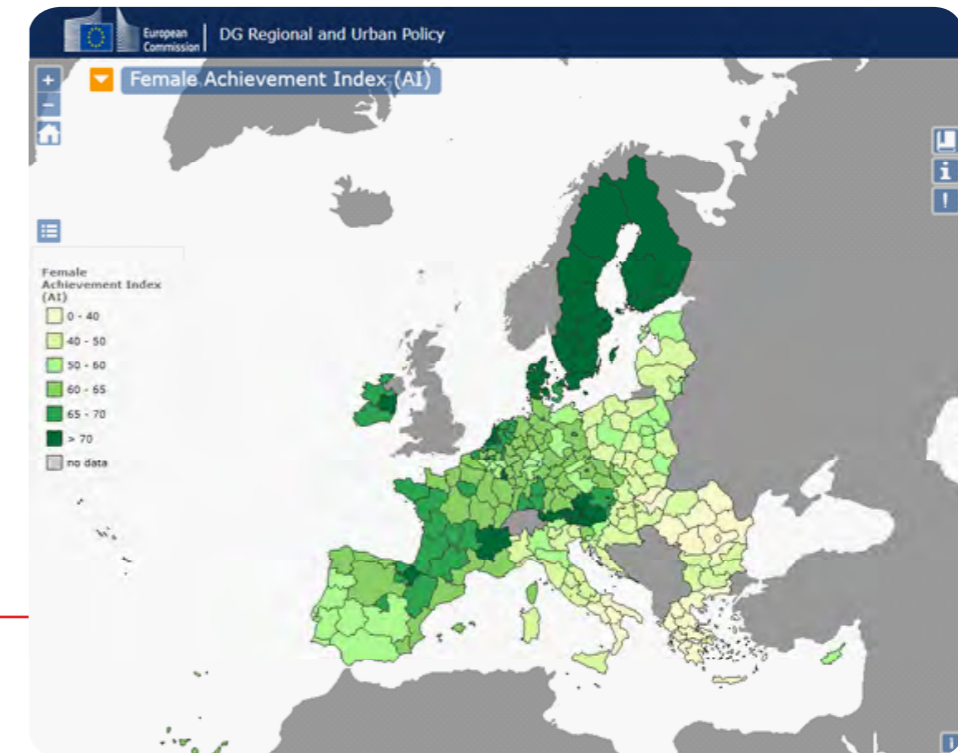 European
Commission
DG Regional and Urban Policy
+
Female Achievement Index (AI)
−
i
!
Female
Achievement Index
(AI)
0 - 40
40 - 50
50 - 60
60 - 65
65 - 70
> 70
no data